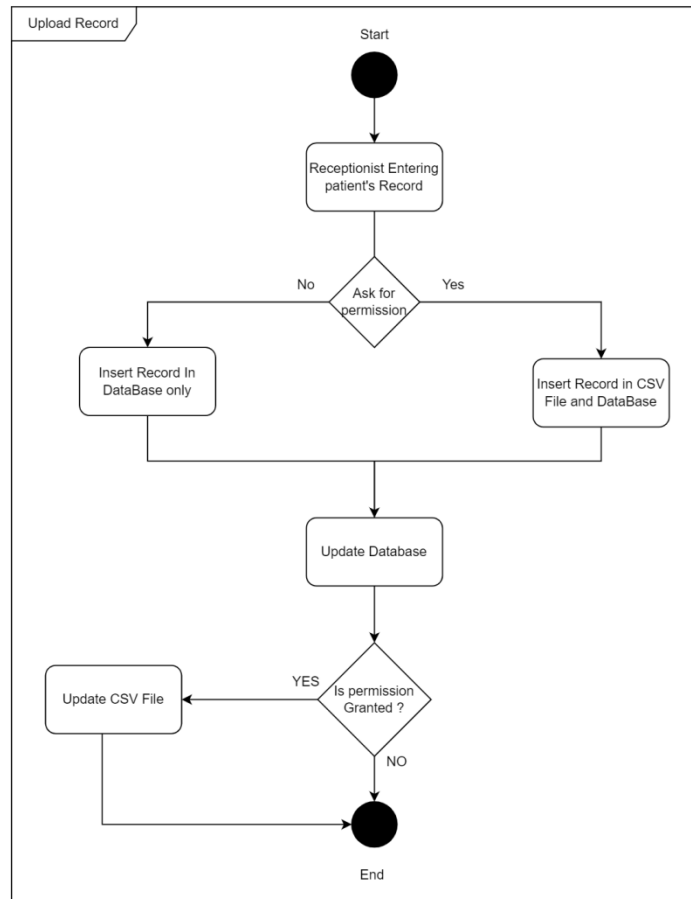 Upload Record
Start
Receptionist Entering
patient's Record
No
Ask for
permission
Yes
Insert Record In
DataBase only
Insert Record in CSV
File and DataBase
Update Database
Update CSV File
YES
Is permission
Granted ?
NO
End